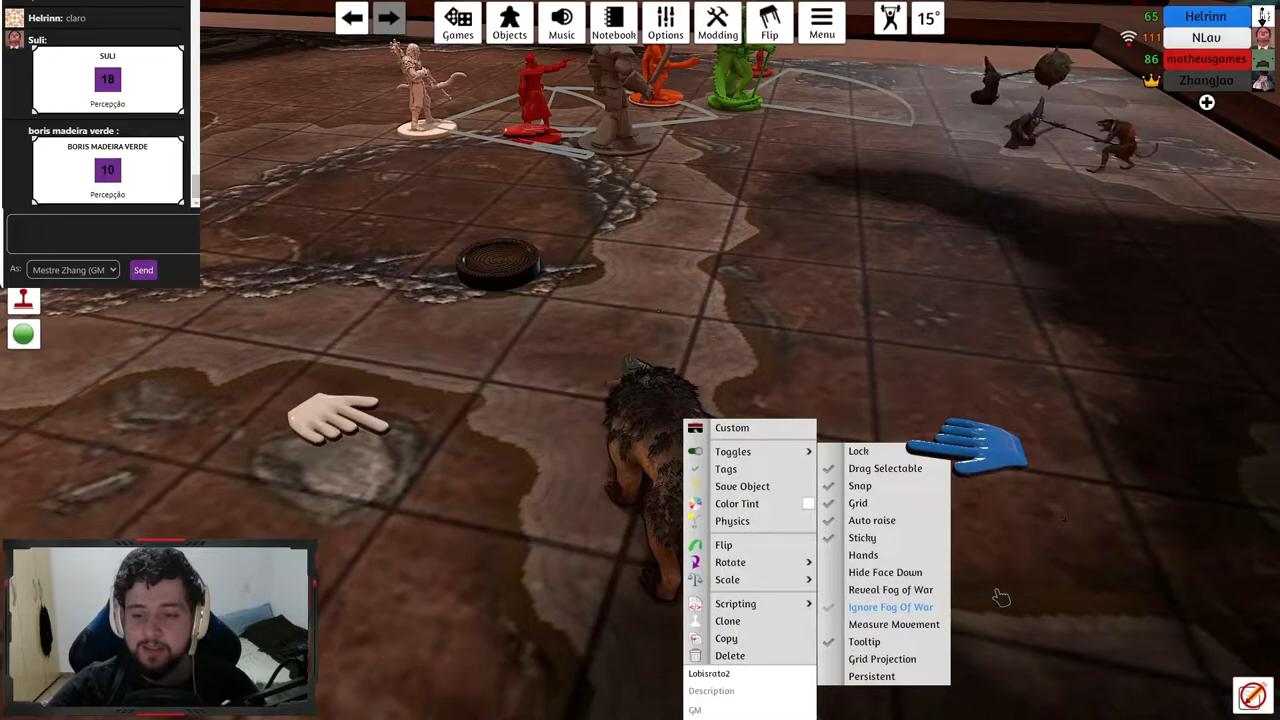 Helrinn: claro
Suli:
SULI
18
Percepção
boris madeira verde :
BORIS MADEIRA VERDE
10
Percepção
As: Mestre Zhang (GM Send
Games Objects Music Notebook Options Modding Flip Menu 15°
65 Helrinn
111 NLav
86 matheusgames
Zhangjao
Custom
Toggles
Tags
Save Object
Color Tint
Physics
Flip
Rotate
Scale
Scripting
Clone
Copy
Delete
Lobisrato2
Description
GM
Lock
Drag Selectable
Snap
Grid
Auto raise
Sticky
Hands
Hide Face Down
Reveal Fog of War
Ignore Fog Of War
Measure Movement
Tooltip
Grid Projection
Persistent